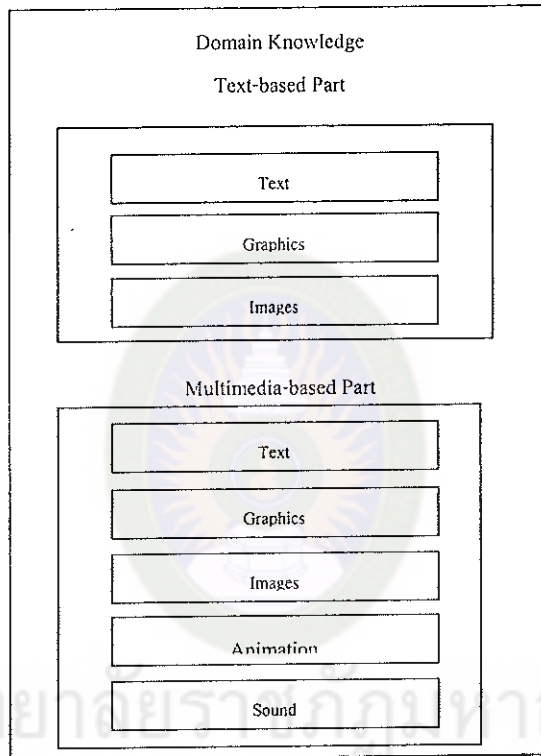 Domain Knowledge
Text-based Part
Text
Graphics
Images
Multimedia-based Part
Text
Graphics
Images
Animation
Sound